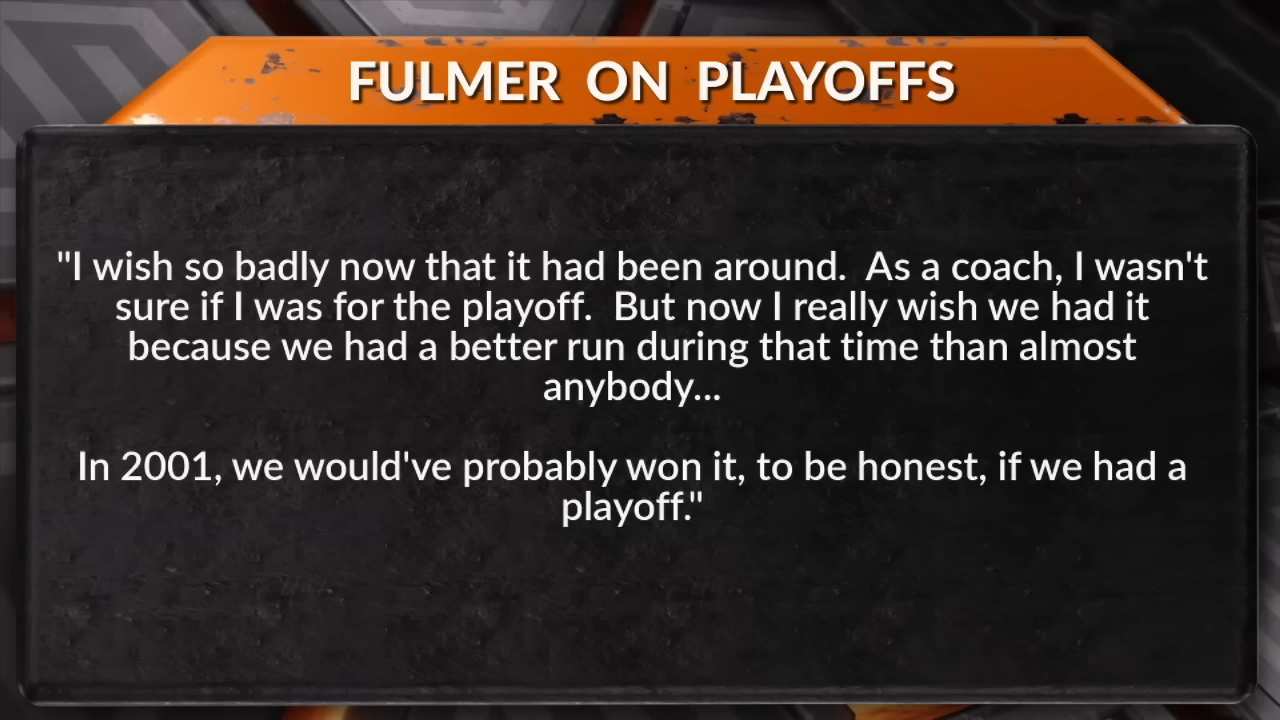 FULMER ON PLAYOFFS
"I wish so badly now that it had been around. As a coach, I wasn't
sure if I was for the playoff. But now I really wish we had it
because we had a better run during that time than almost
anybody...
In 2001, we would've probably won it, to be honest, if we had a
playoff."